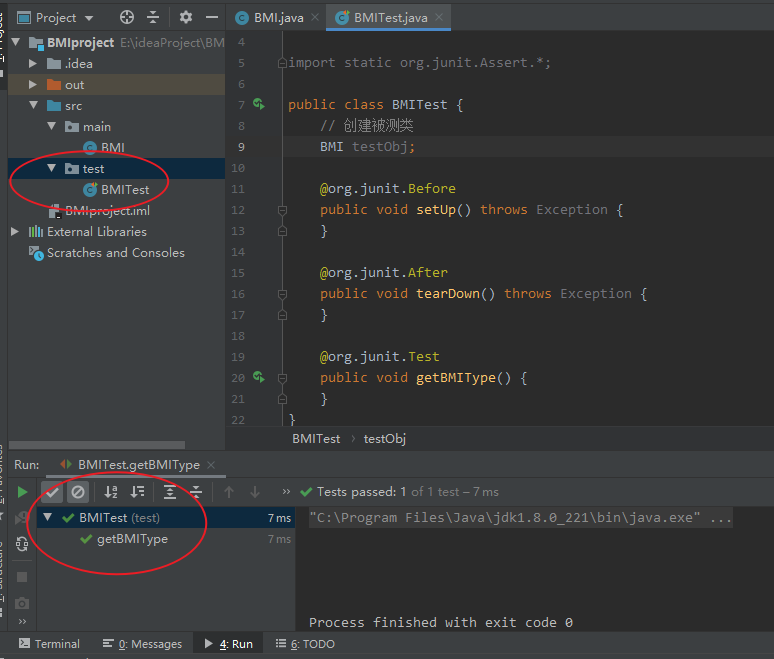 Project
BMI.java
BMITest.java
BMIproject E:\ideaProject\BM
.idea
out
src
main
BMI
test
BMITest
BMIproject.iml
External Libraries
Scratches and Consoles
4
5 import static org.junit.Assert.*;
6
7 public class BMITest {
8 // 创建被测类
9 BMI testObj;
10
11 @org.junit.Before
12 public void setUp() throws Exception {
13 }
14
15 @org.junit.After
16 public void tearDown() throws Exception {
17 }
18
19 @org.junit.Test
20 public void getBMIType() {
21 }
22 }
BMITest › testObj
Run: BMITest.getBMIType
Tests passed: 1 of 1 test – 7 ms
BMITest (test) 7 ms
getBMIType 7 ms
"C:\Program Files\Java\jdk1.8.0_221\bin\java.exe" ...
Process finished with exit code 0
Terminal
0: Messages
4: Run
6: TODO